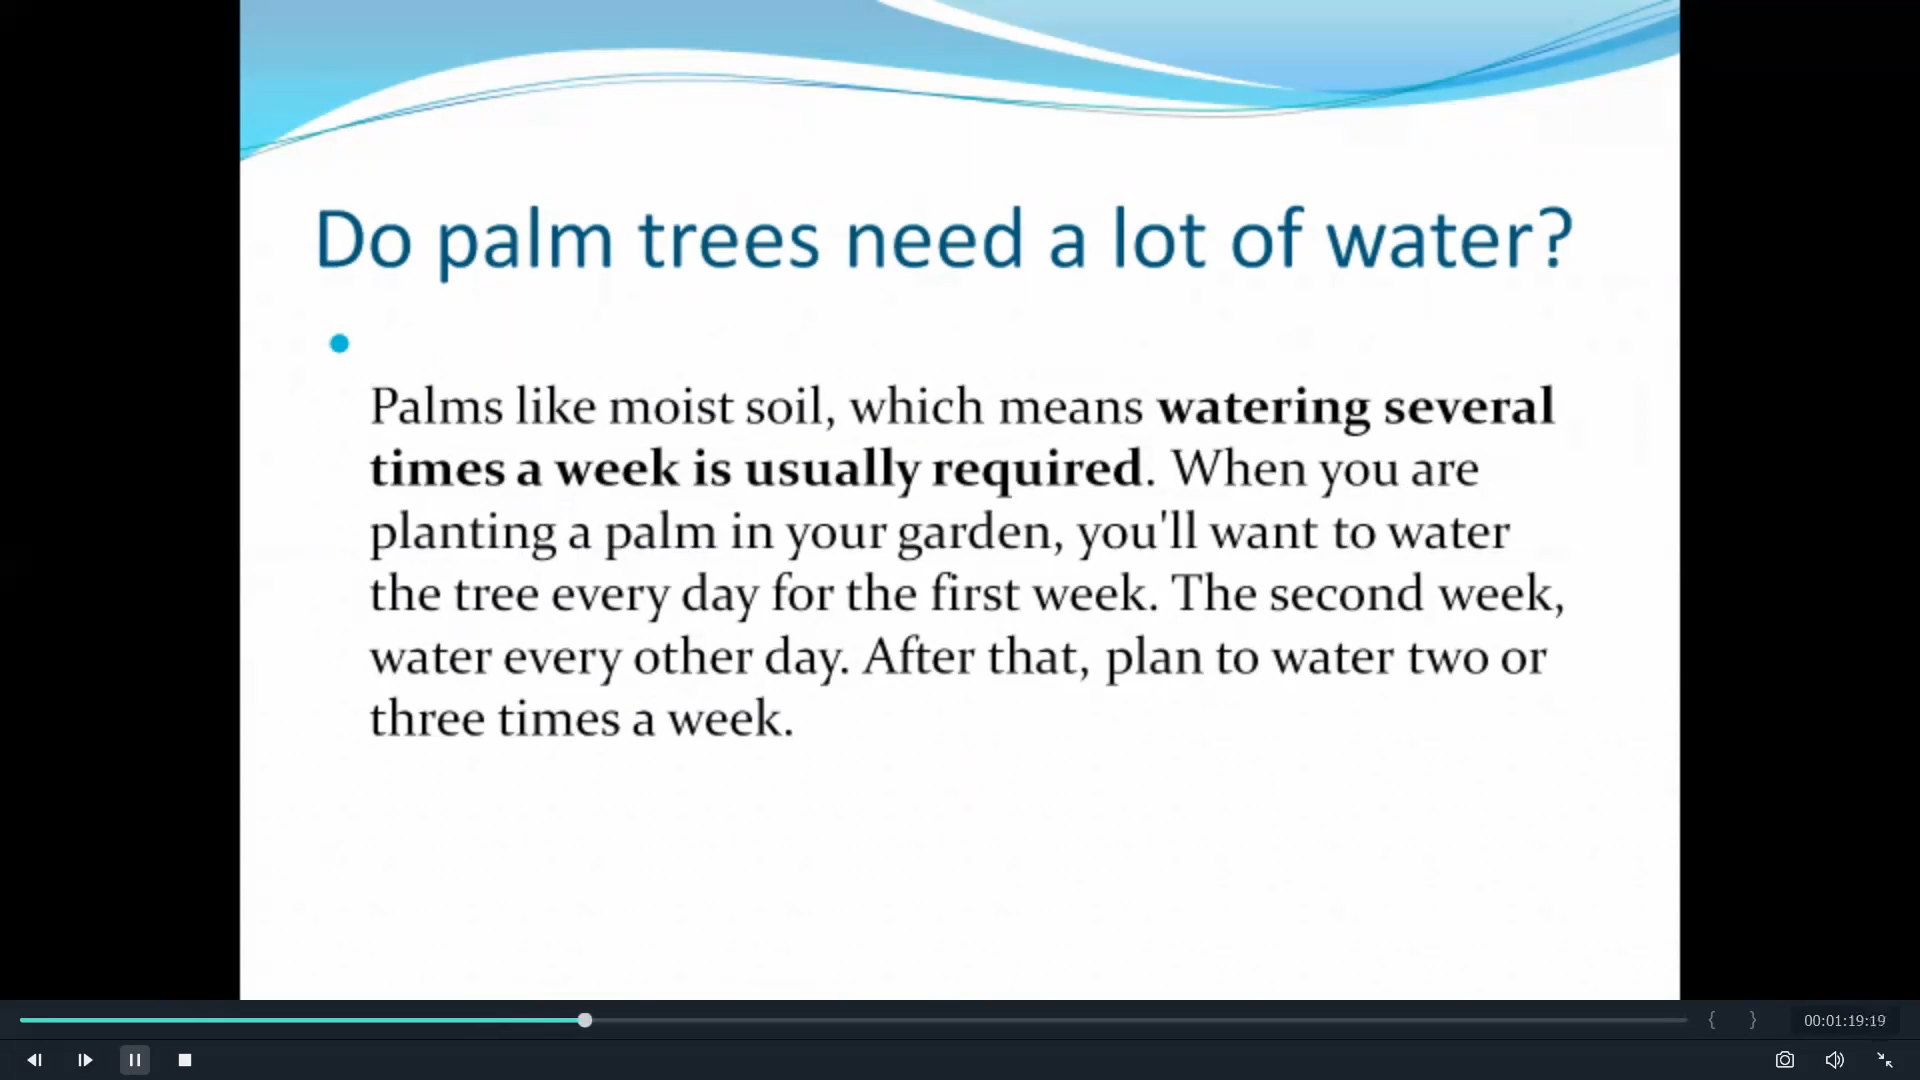 Do palm trees need a lot of water?
Palms like moist soil, which means watering several
times a week is usually required. When you are
planting a palm in your garden, you'll want to water
the tree every day for the first week. The second week,
water every other day. After that, plan to water two or
three times a week.
{ } 00:01:19:19